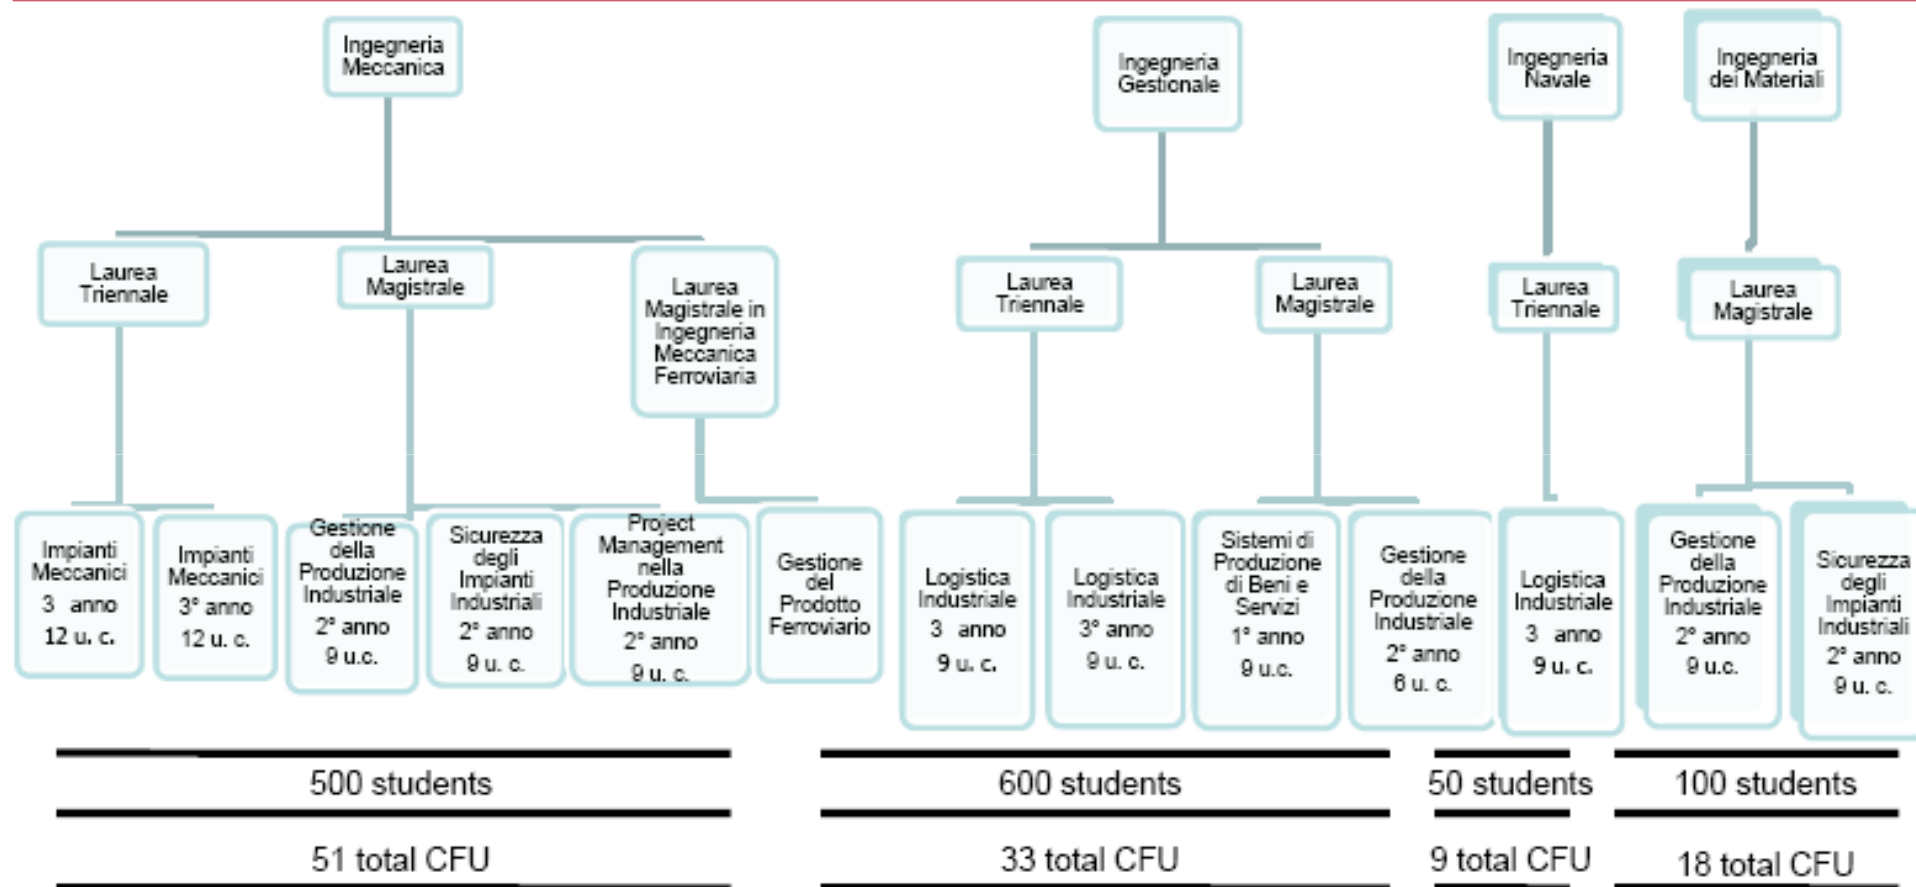 Ingegneria
Meccanica
Ingegneria
Gestionale
Ingegneria
Navale
Ingegneria
dei Materiali
Laurea
Triennale
Laurea
Magistrale
Laurea
Magistrale in
Ingegneria
Meccanica
Ferroviaria
Laurea
Triennale
Laurea
Magistrale
Laurea
Triennale
Laurea
Magistrale
Impianti
Meccanici
3 anno
12 u. c.
Impianti
Meccanici
3° anno
12 u. c.
Gestione
della
Produzione
Industriale
2° anno
9 u.c.
Sicurezza
degli
Impianti
Industriali
2° anno
9 u. c.
Project
Management
nella
Produzione
Industriale
2° anno
9 u. c.
Gestione
del
Prodotto
Ferroviario
Logistica
Industriale
3 anno
9 u. c.
Logistica
Industriale
3° anno
9 u. c.
Sistemi di
Produzione
di Beni e
Servizi
1° anno
9 u.c.
Gestione
della
Produzione
Industriale
2° anno
6 u. c.
Logistica
Industriale
3 anno
9 u. c.
Gestione
della
Produzione
Industriale
2° anno
9 u.c.
Sicurezza
degli
Impianti
Industriali
2° anno
9 u. c.
500 students
600 students
50 students
100 students
51 total CFU
33 total CFU
9 total CFU
18 total CFU